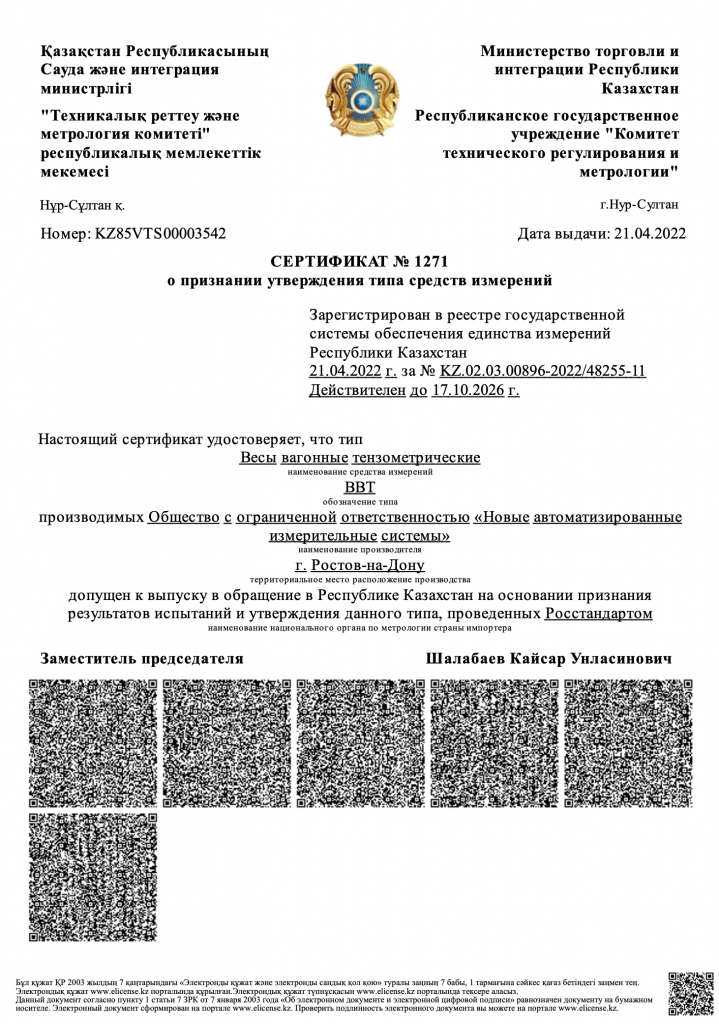 Қазақстан Республикасының
Сауда және интеграция
министрлігі
"Техникалық реттеу және
метрология комитеті"
республикалық мемлекеттік
мекемесі
Министерство торговли и
интеграции Республики
Казахстан
Республиканское государственное
учреждение "Комитет
технического регулирования и
метрологии"
Нұр-Сұлтан қ.
г.Нур-Султан
Номер: KZ85VTS00003542
Дата выдачи: 21.04.2022
СЕРТИФИКАТ № 1271
о признании утверждения типа средств измерений
Зарегистрирован в реестре государственной
системы обеспечения единства измерений
Республики Казахстан
21.04.2022 г. за № KZ.02.03.00896-2022/48255-11
Действителен до 17.10.2026 г.
Настоящий сертификат удостоверяет, что тип
Весы вагонные тензометрические
наименование средства измерений
ВВТ
обозначение типа
производимых Общество с ограниченной ответственностью «Новые автоматизированные
измерительные системы»
наименование производителя
г. Ростов-на-Дону
территориальное место расположение производства
допущен к выпуску в обращение в Республике Казахстан на основании признания
результатов испытаний и утверждения данного типа, проведенных Росстандартом
наименование национального органа по метрологии страны импортера
Заместитель председателя
Шалабаев Кайсар Унласинович
Бұл құжат ҚР 2003 жылдың 7 қаңтарындағы «Электронды құжат және электронды сандық қол қою» туралы заңның 7 бабы, 1 тармағына сәйкес қағаз бетіндегі заңмен тең.
Электрондық құжат www.elicense.kz порталында құрылған.Электрондық құжат түпнұсқасын www.elicense.kz порталында тексере аласыз.
Данный документ согласно пункту 1 статьи 7 ЗРК от 7 января 2003 года «Об электронном документе и электронной цифровой подписи» равнозначен документу на бумажном
носителе. Электронный документ сформирован на портале www.elicense.kz. Проверить подлинность электронного документа вы можете на портале www.elicense.kz.